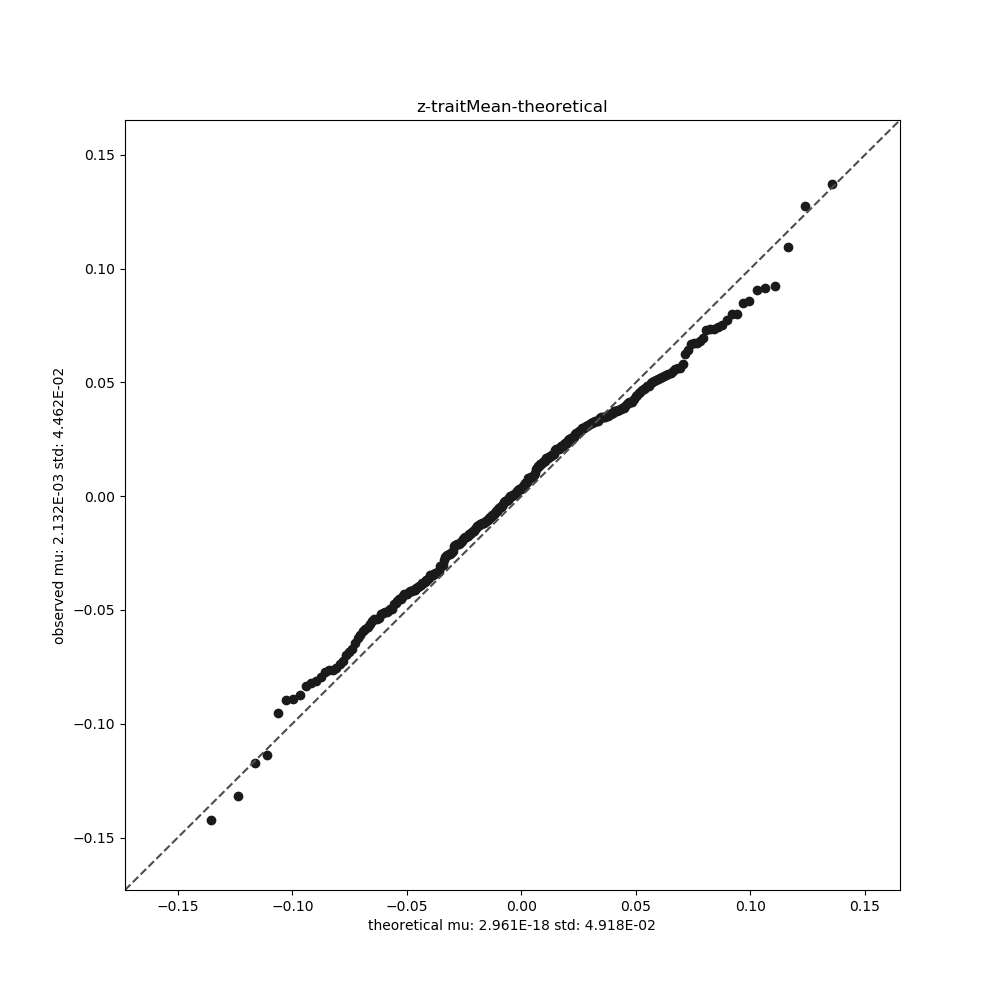 z-traitMean-theoretical
0.15
0.10
0.05
0.00
−0.05
−0.10
−0.15
observed mu: 2.132E-03 std: 4.462E-02
−0.15 −0.10 −0.05 0.00 0.05 0.10 0.15
theoretical mu: 2.961E-18 std: 4.918E-02